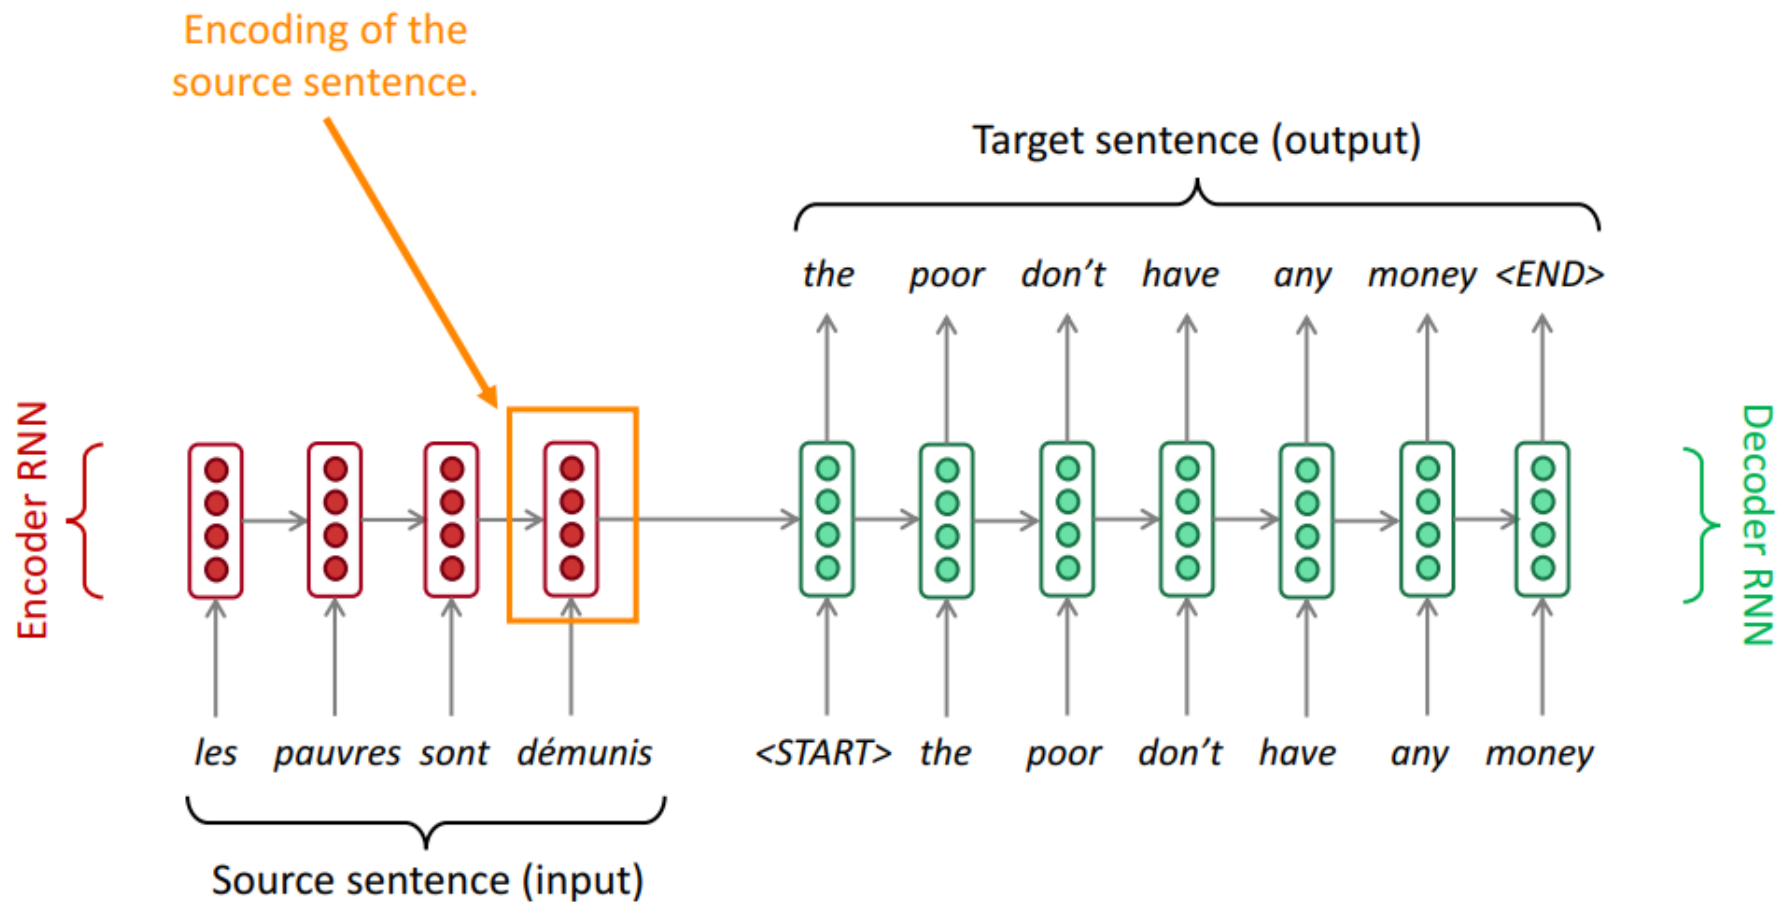 Encoding of the
source sentence.
Target sentence (output)
the poor don't have any money <END>
Encoder RNN
Decoder RNN
les pauvres sont démunis <START> the poor don't have any money
Source sentence (input)